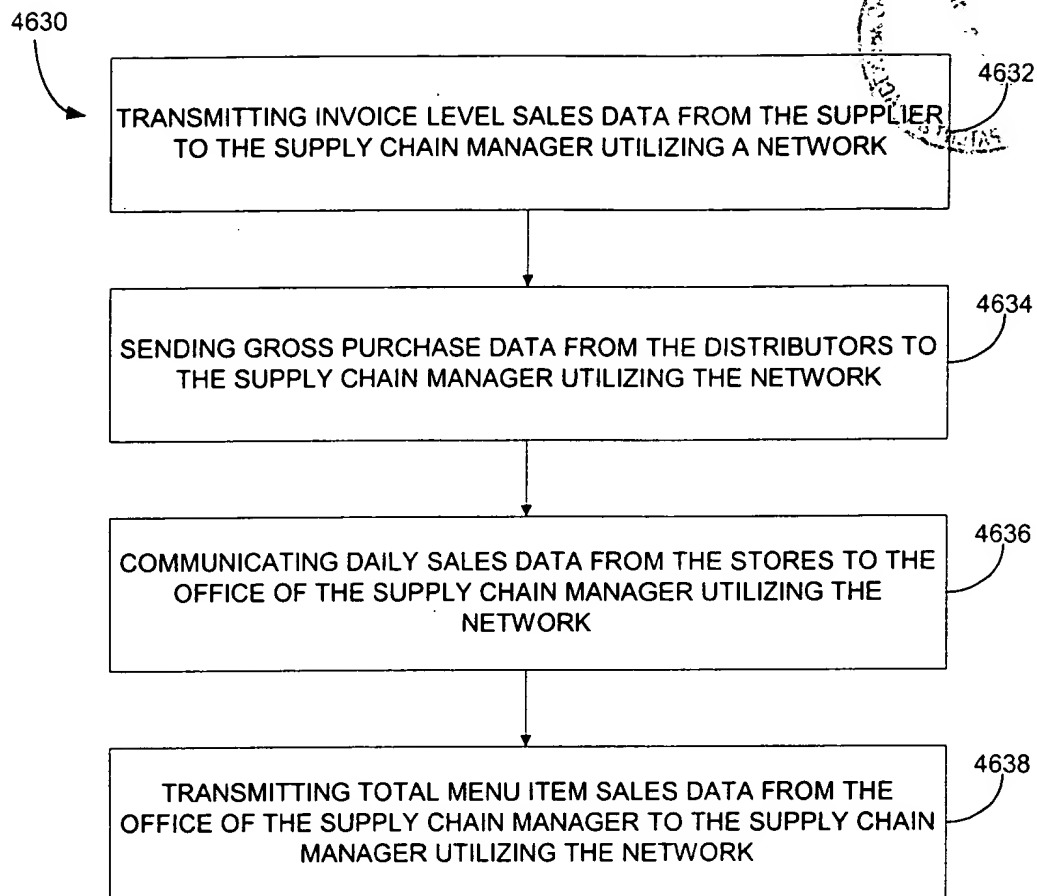 4630
4632
TRANSMITTING INVOICE LEVEL SALES DATA FROM THE SUPPLIER
TO THE SUPPLY CHAIN MANAGER UTILIZING A NETWORK
4634
SENDING GROSS PURCHASE DATA FROM THE DISTRIBUTORS TO
THE SUPPLY CHAIN MANAGER UTILIZING THE NETWORK
4636
COMMUNICATING DAILY SALES DATA FROM THE STORES TO THE
OFFICE OF THE SUPPLY CHAIN MANAGER UTILIZING THE
NETWORK
4638
TRANSMITTING TOTAL MENU ITEM SALES DATA FROM THE
OFFICE OF THE SUPPLY CHAIN MANAGER TO THE SUPPLY CHAIN
MANAGER UTILIZING THE NETWORK